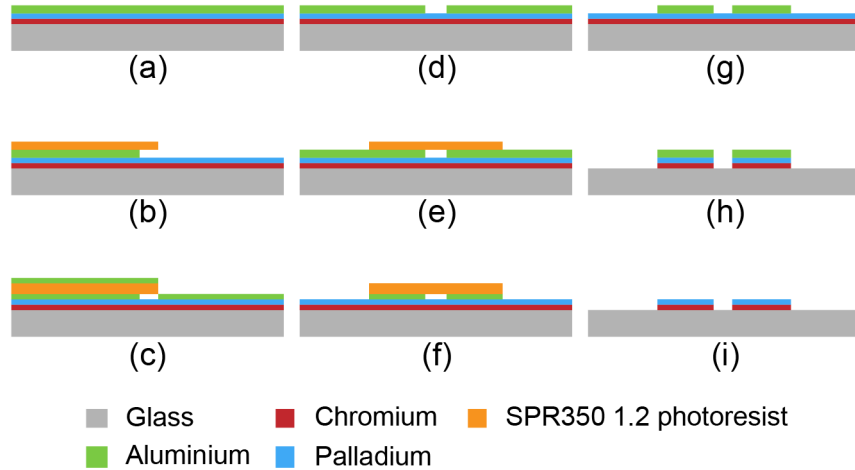 (a)
(d)
(g)
(b)
(e)
(h)
(c)
(f)
(i)
Glass
Chromium
SPR350 1.2 photoresist
Aluminium
Palladium